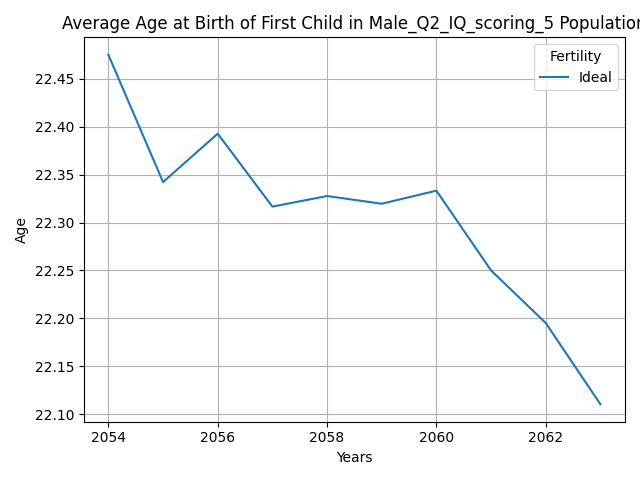 Average Age at Birth of First Child in Male_Q2_IQ_scoring_5 Population
Fertility
Ideal
22.45
22.40
22.35
22.30
22.25
22.20
22.15
22.10
Age
2054
2056
2058
2060
2062
Years